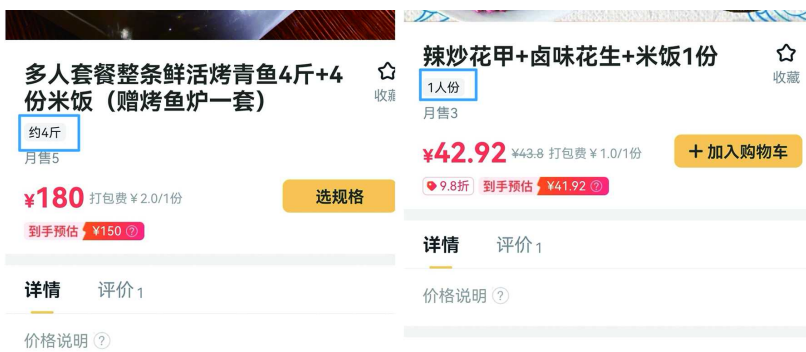 多人套餐整条鲜活烤青鱼4斤+4
份米饭（赠烤鱼炉一套）
收藏
约4斤
月售5
¥180 打包费¥2.0/1份
选规格
到手预估 ¥150 ?
详情 评价1
价格说明 ?
辣炒花甲+卤味花生+米饭1份
收藏
1人份
月售3
¥42.92 ¥43.8 打包费¥1.0/1份
+加入购物车
9.8折 到手预估 ¥41.92 ?
详情 评价1
价格说明 ?